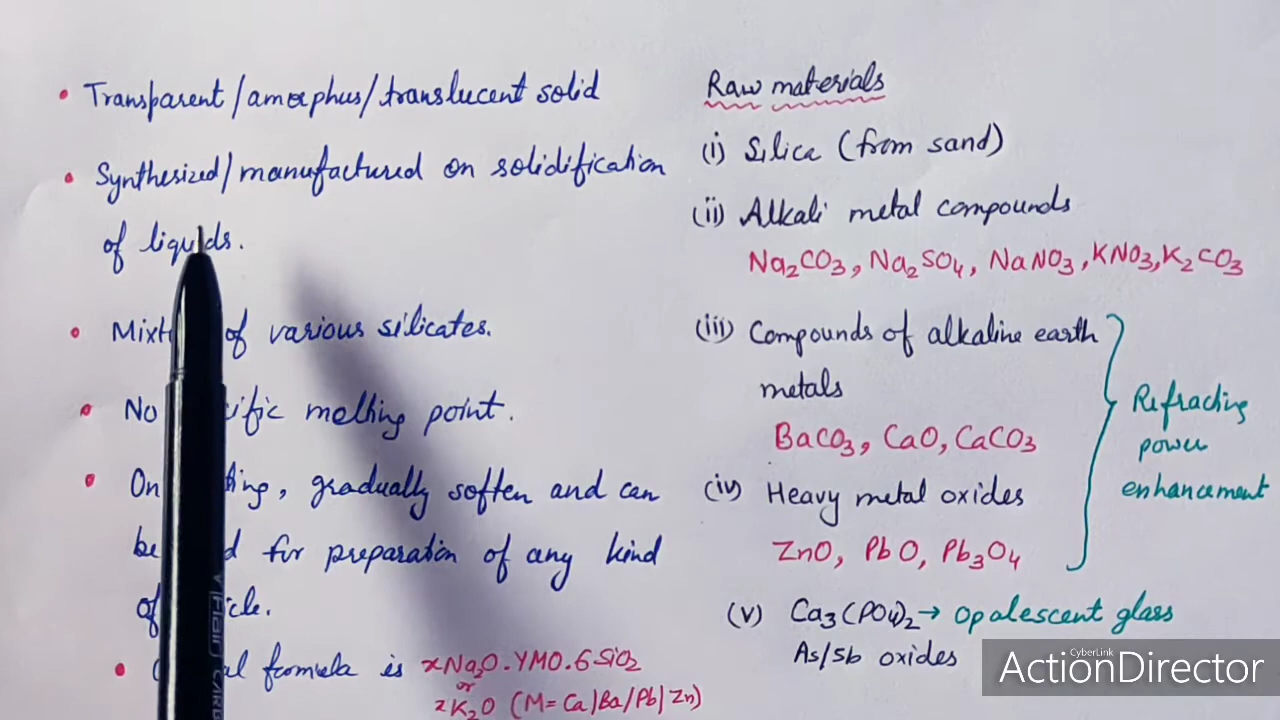 Transparent/amorphus/translucent solid
Synthesized/manufactured on solidification
of liquids.
of various silicates.
No melting point.
On , gradually soften and can
be for preparation of any kind
of
formula is xNa2O.YMO.6SiO2
or
zK2O (M=Ca/Ba/Pb/Zn)
Raw materials
(i) Silica (from sand)
(ii) Alkali metal compounds
Na2CO3, Na2SO4, NaNO3, KNO3, K2CO3
(iii) Compounds of alkaline earth
metals
BaCO3, CaO, CaCO3
(iv) Heavy metal oxides
ZnO, PbO, Pb3O4
Refracting
power
enhancement
(v) Ca3(PO4)2→ opalescent glass
As/Sb oxides
CyberLink
ActionDirector